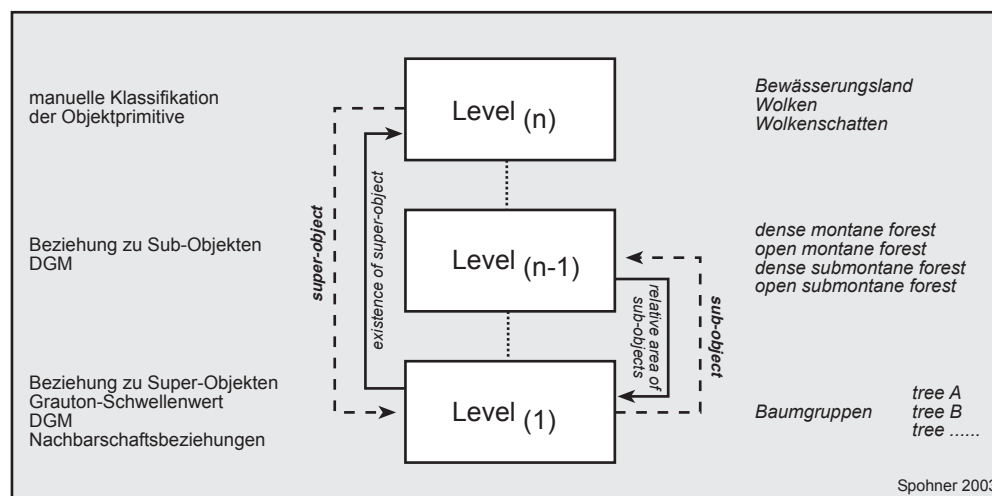 manuelle Klassifikation
der Objektprimitive
Level (n)
Bewässerungsland
Wolken
Wolkenschatten
super-object
existence of super-object
Beziehung zu Sub-Objekten
DGM
Level (n-1)
dense montane forest
open montane forest
dense submontane forest
open submontane forest
relative area of
sub-objects
sub-object
Beziehung zu Super-Objekten
Grauton-Schwellenwert
DGM
Nachbarschaftsbeziehungen
Level (1)
Baumgruppen
tree A
tree B
tree ......
Spohner 2003